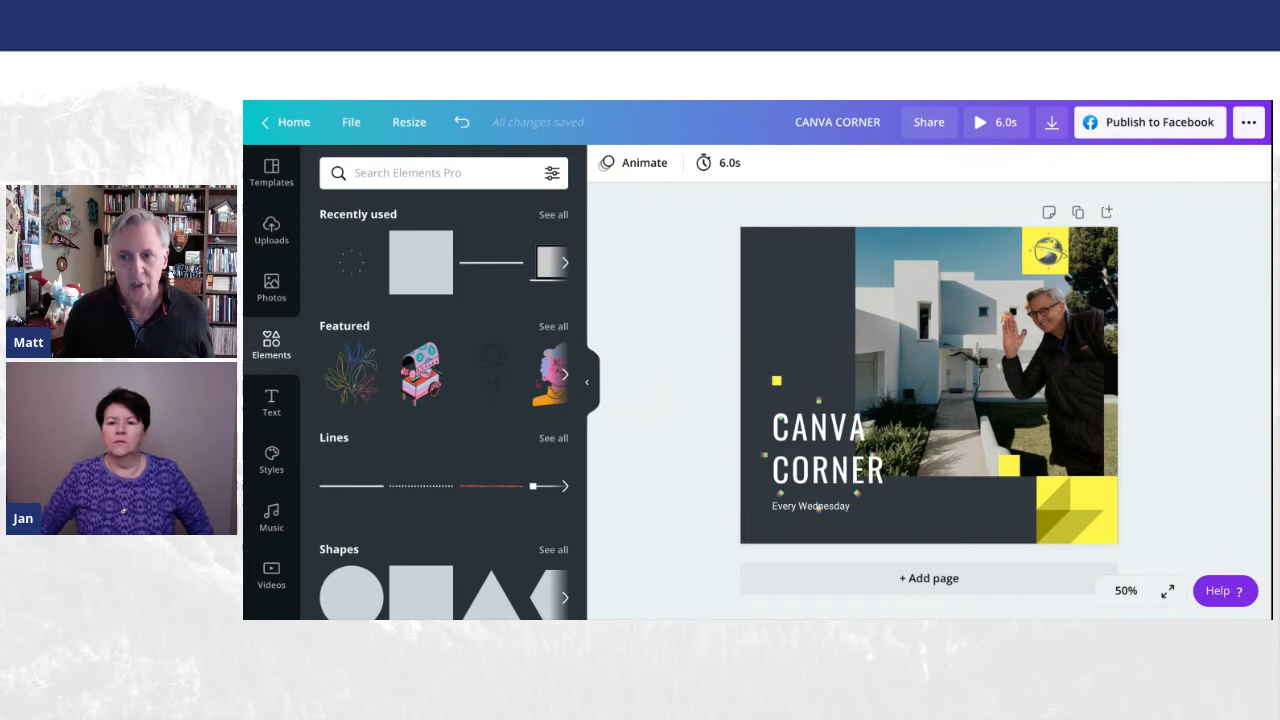 Home
File
Resize
All changes saved
CANVA CORNER
Share
6.0s
Publish to Facebook
Templates
Uploads
Photos
Elements
Text
Styles
Music
Videos
Search Elements Pro
Recently used
See all
Featured
See all
Lines
See all
Shapes
See all
Animate
6.0s
CANVA
CORNER
Every Wednesday
+ Add page
50%
Help ?
Matt
Jan